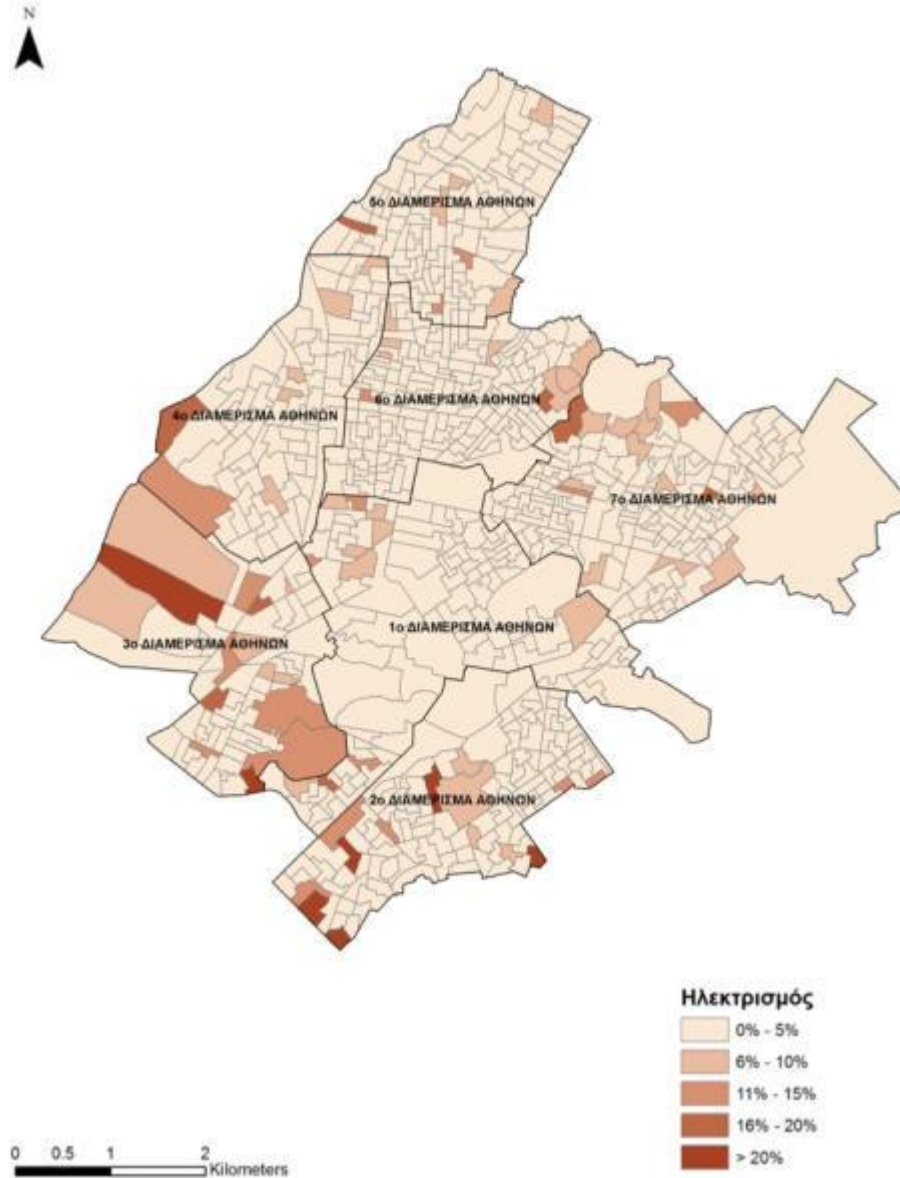 N
5ο ΔΙΑΜΕΡΙΣΜΑ ΑΘΗΝΩΝ
6ο ΔΙΑΜΕΡΙΣΜΑ ΑΘΗΝΩΝ
4ο ΔΙΑΜΕΡΙΣΜΑ ΑΘΗΝΩΝ
7ο ΔΙΑΜΕΡΙΣΜΑ ΑΘΗΝΩΝ
1ο ΔΙΑΜΕΡΙΣΜΑ ΑΘΗΝΩΝ
3ο ΔΙΑΜΕΡΙΣΜΑ ΑΘΗΝΩΝ
2ο ΔΙΑΜΕΡΙΣΜΑ ΑΘΗΝΩΝ
Ηλεκτρισμός
0% - 5%
6% - 10%
11% - 15%
16% - 20%
> 20%
0 0.5 1 2
Kilometers